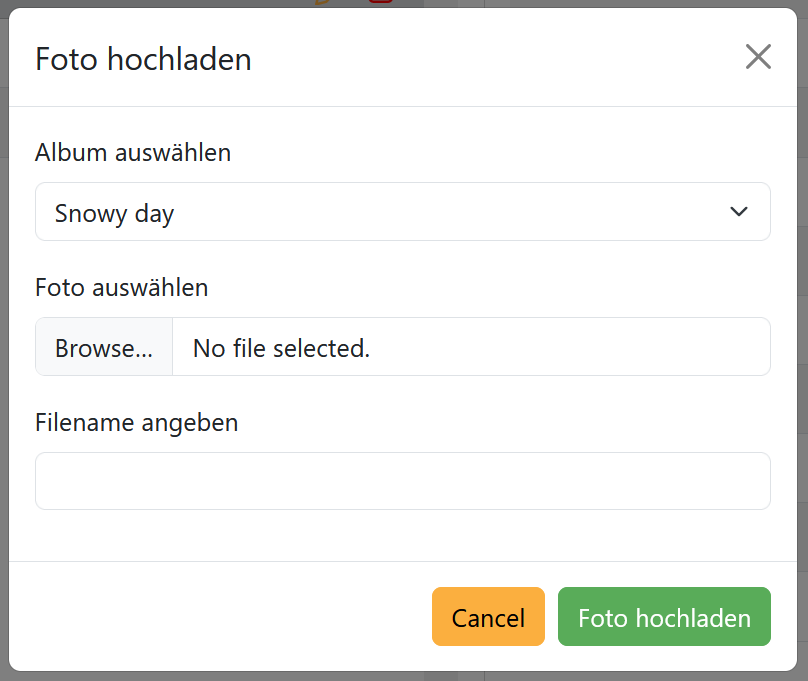 Foto hochladen
Album auswählen
Snowy day
Foto auswählen
Browse... No file selected.
Filename angeben
Cancel Foto hochladen